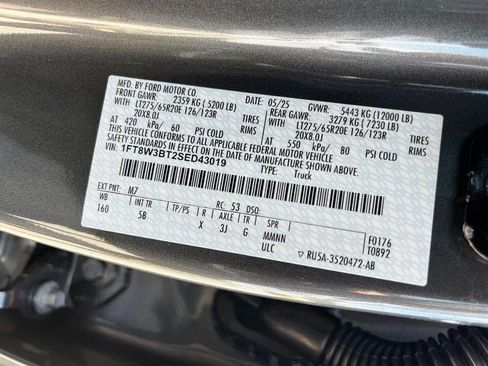 MFD. BY FORD MOTOR CO.
05/25 GVWR: 5443 KG ( 12000 LB)
FRONT GAWR: 2359 KG ( 5200 LB) REAR GAWR: 3279 KG ( 7230 LB)
WITH LT275/65R20E 126/123R TIRES WITH LT275/65R20E 126/123R TIRES
20X8.0J 20X8.0J
AT 420 kPa/ 60 PSI COLD AT 550 kPa/ 80 PSI COLD
THIS VEHICLE CONFORMS TO ALL APPLICABLE FEDERAL MOTOR VEHICLE
SAFETY STANDARDS IN EFFECT ON THE DATE OF MANUFACTURE SHOWN ABOVE.
VIN: 1FT8W3BT2SED43019 TYPE: Truck
EXT PNT: M7 RC: 53 DSO:
WB INT TR TP/PS R AXLE TR SPR F0176
160 5B X 3J G MMNN T0892
ULC ▽ RU5A-3520472-AB